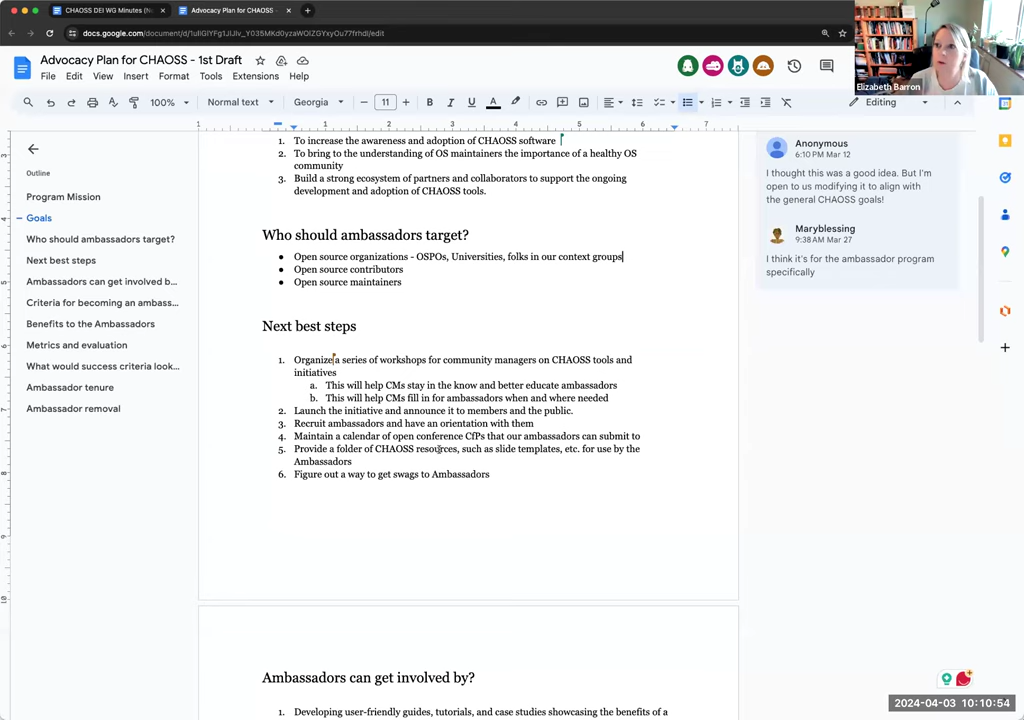 CHAOSS DEI WG Minutes (N
Advocacy Plan for CHAOSS -
docs.google.com/document/d/
Advocacy Plan for CHAOSS - 1st Draft
File Edit View Insert Format Tools Extensions Help
100% Normal text Georgia 11 Editing
Elizabeth Barron
1 1 2 3 4 5 6 7
Outline
Program Mission
Goals
Who should ambassadors target?
Next best steps
Ambassadors can get involved b...
Criteria for becoming an ambass...
Benefits to the Ambassadors
Metrics and evaluation
What would success criteria look...
Ambassador tenure
Ambassador removal
1. To increase the awareness and adoption of CHAOSS software
2. To bring to the understanding of OS maintainers the importance of a healthy OS
community
3. Build a strong ecosystem of partners and collaborators to support the ongoing
development and adoption of CHAOSS tools.
Who should ambassadors target?
● Open source organizations - OSPOs, Universities, folks in our context groups
● Open source contributors
● Open source maintainers
Next best steps
1. Organize a series of workshops for community managers on CHAOSS tools and
initiatives
a. This will help CMs stay in the know and better educate ambassadors
b. This will help CMs fill in for ambassadors when and where needed
2. Launch the initiative and announce it to members and the public.
3. Recruit ambassadors and have an orientation with them
4. Maintain a calendar of open conference CfPs that our ambassadors can submit to
5. Provide a folder of CHAOSS resources, such as slide templates, etc. for use by the
Ambassadors
6. Figure out a way to get swags to Ambassadors
Ambassadors can get involved by?
1. Developing user-friendly guides, tutorials, and case studies showcasing the benefits of a
Anonymous
6:10 PM Mar 12
I thought this was a good idea. But I'm
open to us modifying it to align with
the general CHAOSS goals!
Maryblessing
9:38 AM Mar 27
I think it's for the ambassador program
specifically
2024-04-03 10:10:54